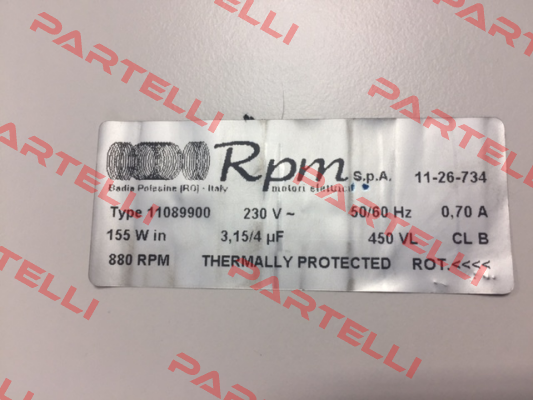 PARTELLI
PARTELLI
PARTELLI
Rpm S.p.A. 11-26-734
Badia Polesine (RO) - Italy motori elettrici
Type 11089900 230 V ~ 50/60 Hz 0,70 A
155 W in 3,15/4 µF 450 VL CL B
880 RPM THERMALLY PROTECTED ROT.<<<<
PARTELLI
PARTELLI
PARTELLI